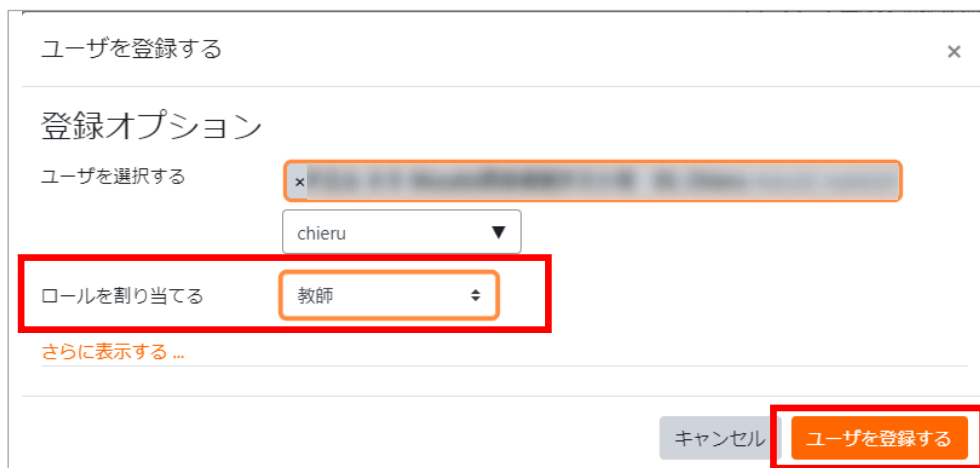 ユーザを登録する ×
登録オプション
ユーザを選択する
×
chieru ▼
ロールを割り当てる 教師
さらに表示する ...
キャンセル ユーザを登録する